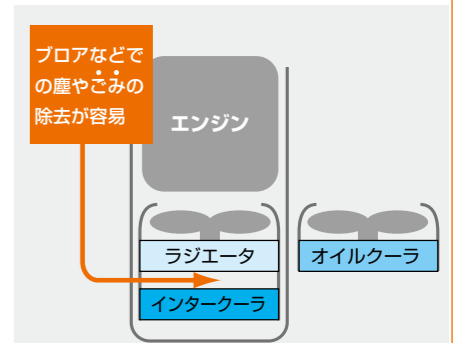 ブロアなどで
の塵やごみの
除去が容易
エンジン
ラジエータ
オイルクーラ
インタークーラ